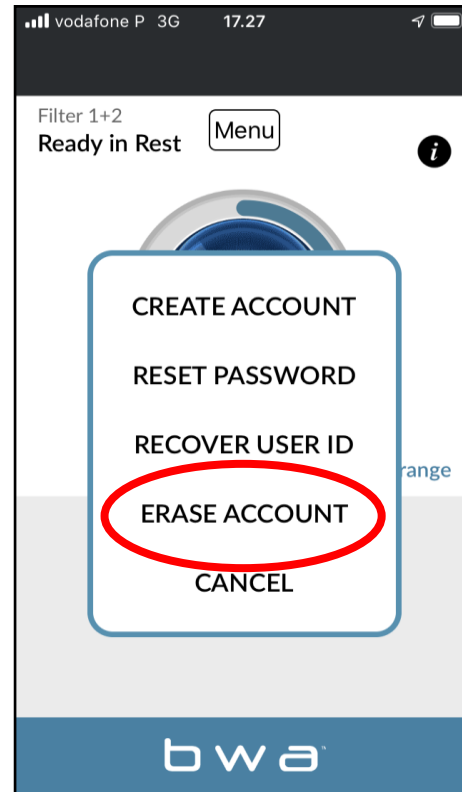 vodafone P 3G 17.27
Filter 1+2
Ready in Rest
Menu
i
CREATE ACCOUNT
RESET PASSWORD
RECOVER USER ID
range
ERASE ACCOUNT
CANCEL
bwa